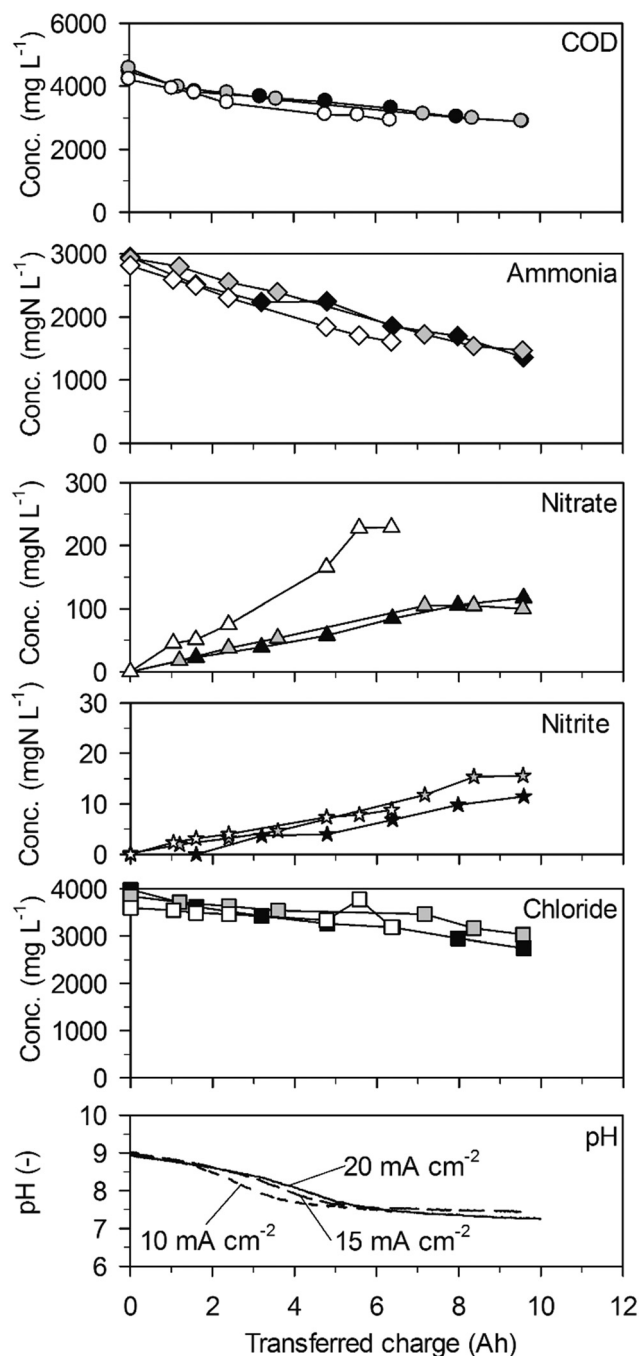 COD
Conc. (mg L⁻¹)
6000
4000
2000
0
Ammonia
Conc. (mgN L⁻¹)
3000
2000
1000
0
Nitrate
Conc. (mgN L⁻¹)
300
200
100
0
Nitrite
Conc. (mgN L⁻¹)
30
20
10
0
Chloride
Conc. (mg L⁻¹)
4000
3000
2000
1000
0
pH
pH (-)
10
9
8
7
6
20 mA cm⁻²
10 mA cm⁻²
15 mA cm⁻²
0 2 4 6 8 10 12
Transferred charge (Ah)